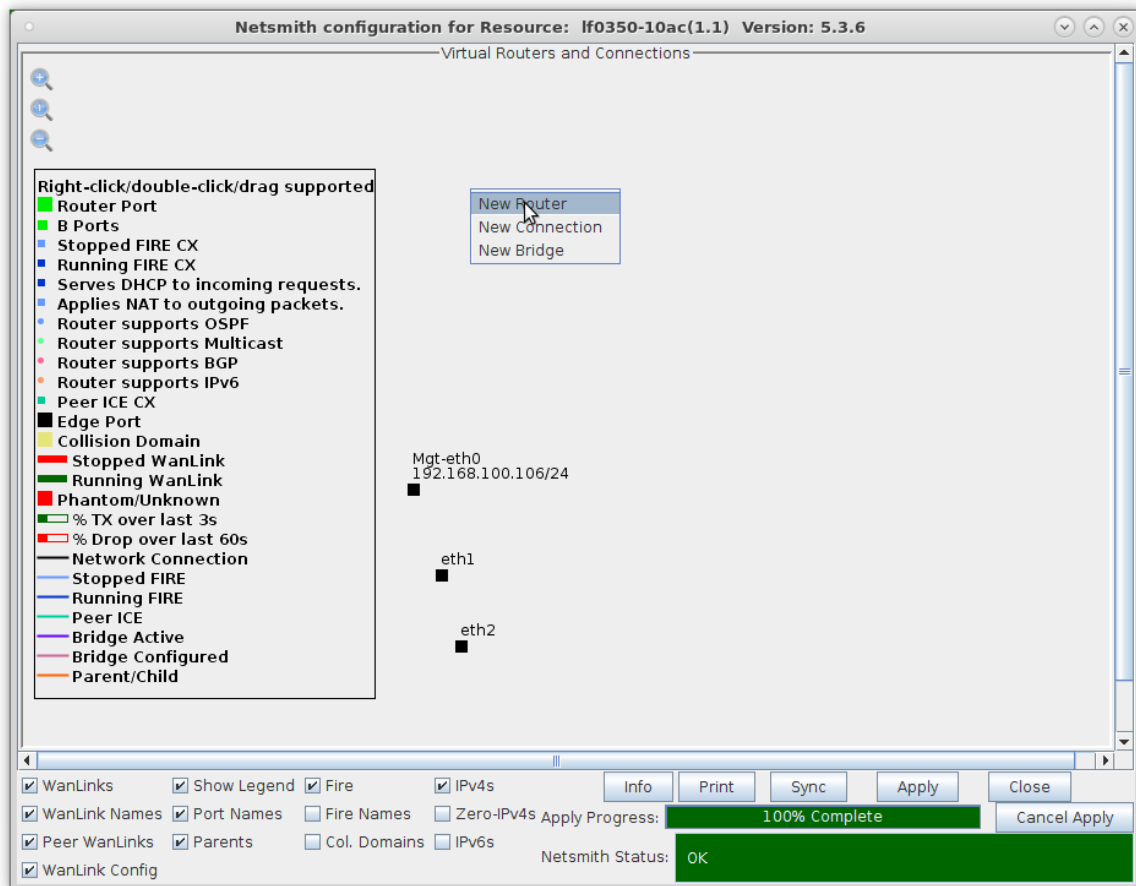 Netsmith configuration for Resource:  lf0350-10ac(1.1)  Version: 5.3.6
Virtual Routers and Connections
Right-click/double-click/drag supported
Router Port
B Ports
Stopped FIRE CX
Running FIRE CX
Serves DHCP to incoming requests.
Applies NAT to outgoing packets.
Router supports OSPF
Router supports Multicast
Router supports BGP
Router supports IPv6
Peer ICE CX
Edge Port
Collision Domain
Stopped WanLink
Running WanLink
Phantom/Unknown
% TX over last 3s
% Drop over last 60s
Network Connection
Stopped FIRE
Running FIRE
Peer ICE
Bridge Active
Bridge Configured
Parent/Child
New Router
New Connection
New Bridge
Mgt-eth0
192.168.100.106/24
eth1
eth2
WanLinks Show Legend Fire IPv4s Info Print Sync Apply Close
WanLink Names Port Names Fire Names Zero-IPv4s Apply Progress: 100% Complete Cancel Apply
Peer WanLinks Parents Col. Domains IPv6s Netsmith Status: OK
WanLink Config